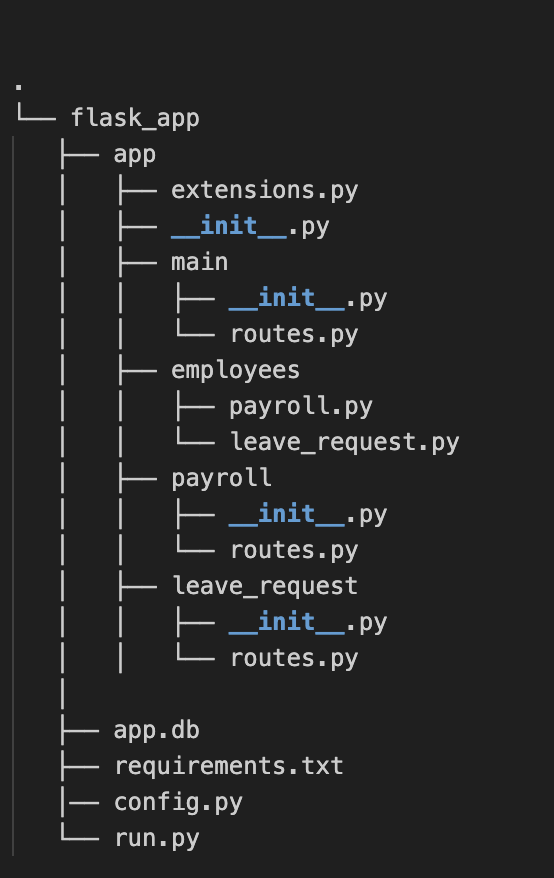 .
└── flask_app
    ├── app
    │   ├── extensions.py
    │   ├── __init__.py
    │   ├── main
    │   │   ├── __init__.py
    │   │   └── routes.py
    │   ├── employees
    │   │   ├── payroll.py
    │   │   └── leave_request.py
    │   ├── payroll
    │   │   ├── __init__.py
    │   │   └── routes.py
    │   ├── leave_request
    │   │   ├── __init__.py
    │   │   └── routes.py
    │
    ├── app.db
    ├── requirements.txt
    |── config.py
    └── run.py